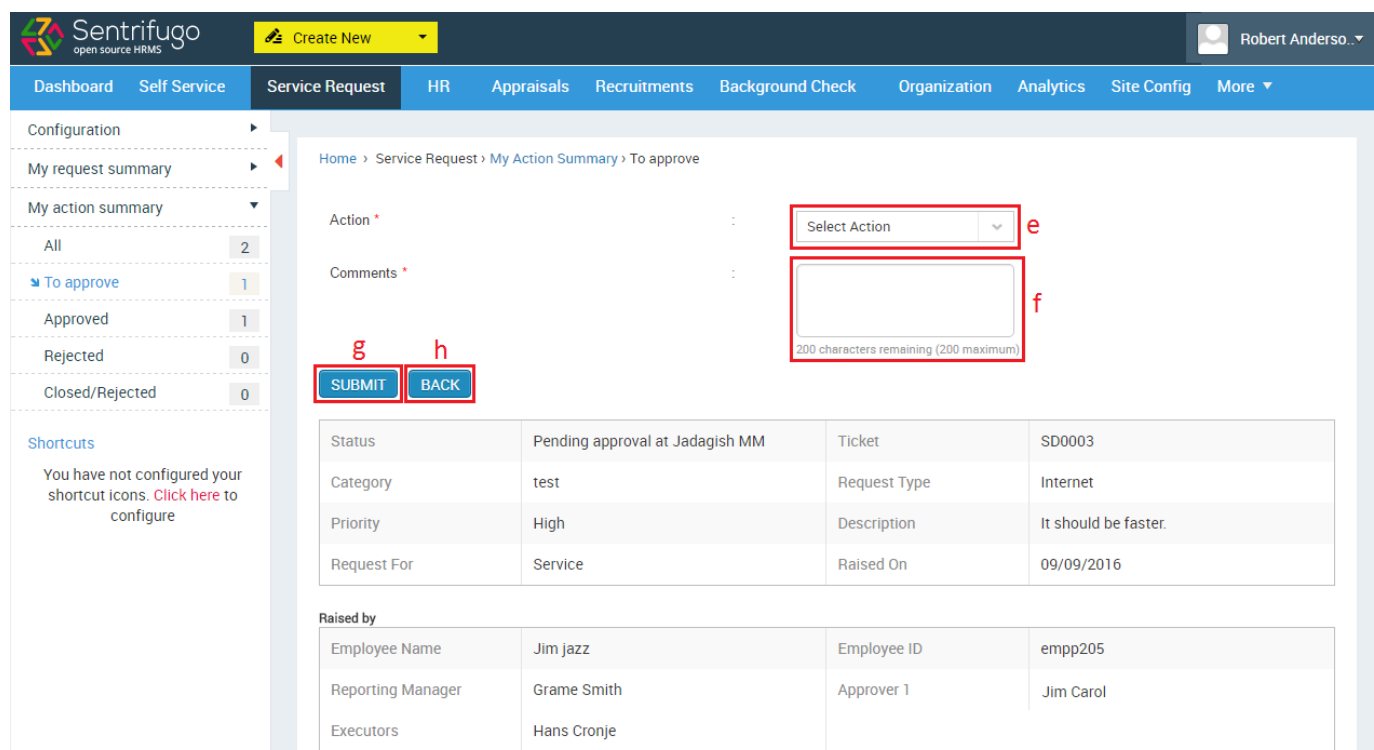 Sentrifugo
open source HRMS
Create New
Robert Anderso..
Dashboard Self Service Service Request HR Appraisals Recruitments Background Check Organization Analytics Site Config More
Configuration
My request summary
My action summary
All 2
To approve 1
Approved 1
Rejected 0
Closed/Rejected 0
Shortcuts
You have not configured your
shortcut icons. Click here to
configure
Home › Service Request › My Action Summary › To approve
Action * : Select Action e
Comments * : f
200 characters remaining (200 maximum)
g h
SUBMIT BACK
Status Pending approval at Jadagish MM Ticket SD0003
Category test Request Type Internet
Priority High Description It should be faster.
Request For Service Raised On 09/09/2016
Raised by
Employee Name Jim jazz Employee ID empp205
Reporting Manager Grame Smith Approver 1 Jim Carol
Executors Hans Cronje